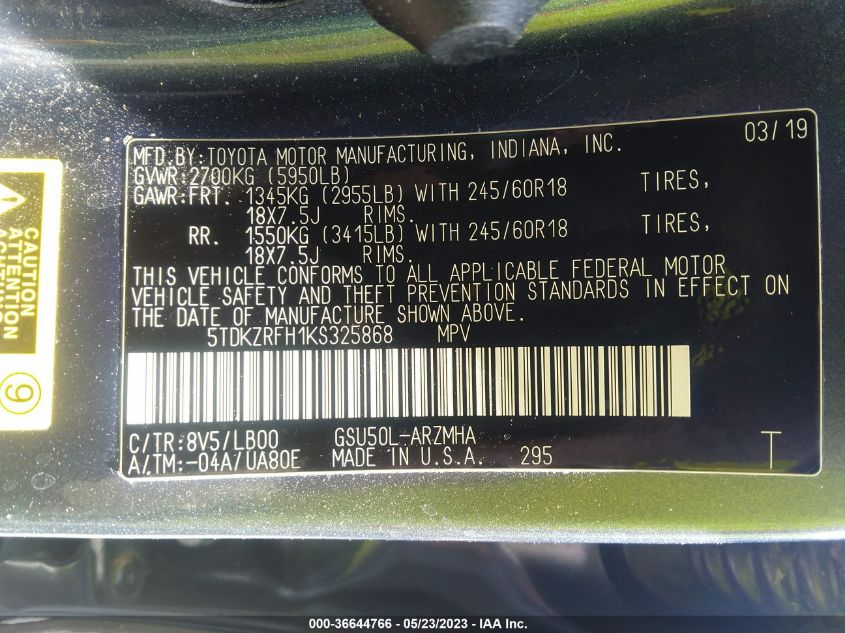 03/19
MFD.BY:TOYOTA MOTOR MANUFACTURING, INDIANA, INC.
GVWR:2700KG (5950LB)
GAWR:FRT. 1345KG (2955LB) WITH 245/60R18 TIRES,
18X7.5J RIMS.
RR. 1550KG (3415LB) WITH 245/60R18 TIRES,
18X7.5J RIMS.
THIS VEHICLE CONFORMS TO ALL APPLICABLE FEDERAL MOTOR
VEHICLE SAFETY AND THEFT PREVENTION STANDARDS IN EFFECT ON
THE DATE OF MANUFACTURE SHOWN ABOVE.
5TDKZRFH1KS325868 MPV
C/TR:8V5/LB00 GSU50L-ARZMHA
A/TM:-04A/UA80E MADE IN U.S.A. 295 T
CAUTION
ATTENTION
9
000-36644766 — 05/23/2023 — IAA Inc.